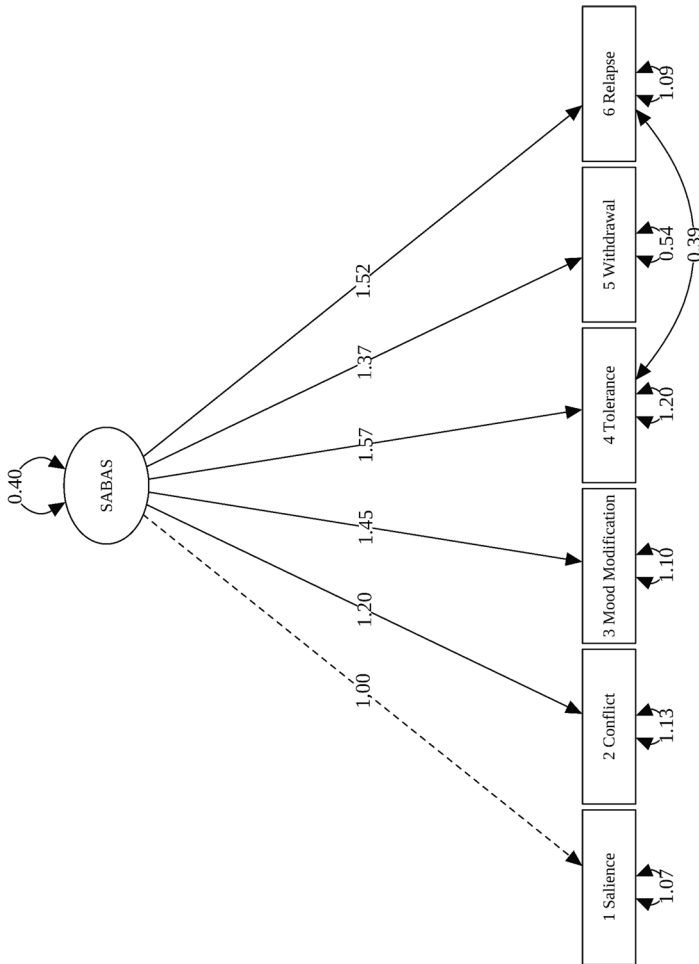 1 Salience
2 Conflict
3 Mood Modification
4 Tolerance
5 Withdrawal
6 Relapse
SABAS
0.40
1.00
1.20
1.45
1.57
1.37
1.52
1.07
1.13
1.10
1.20
0.54
1.09
0.39